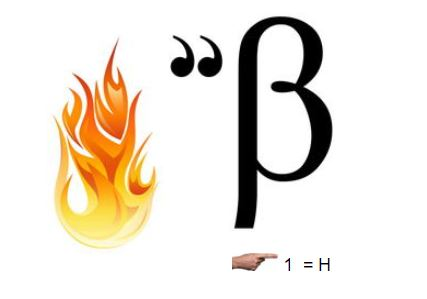 ” β
1 = H